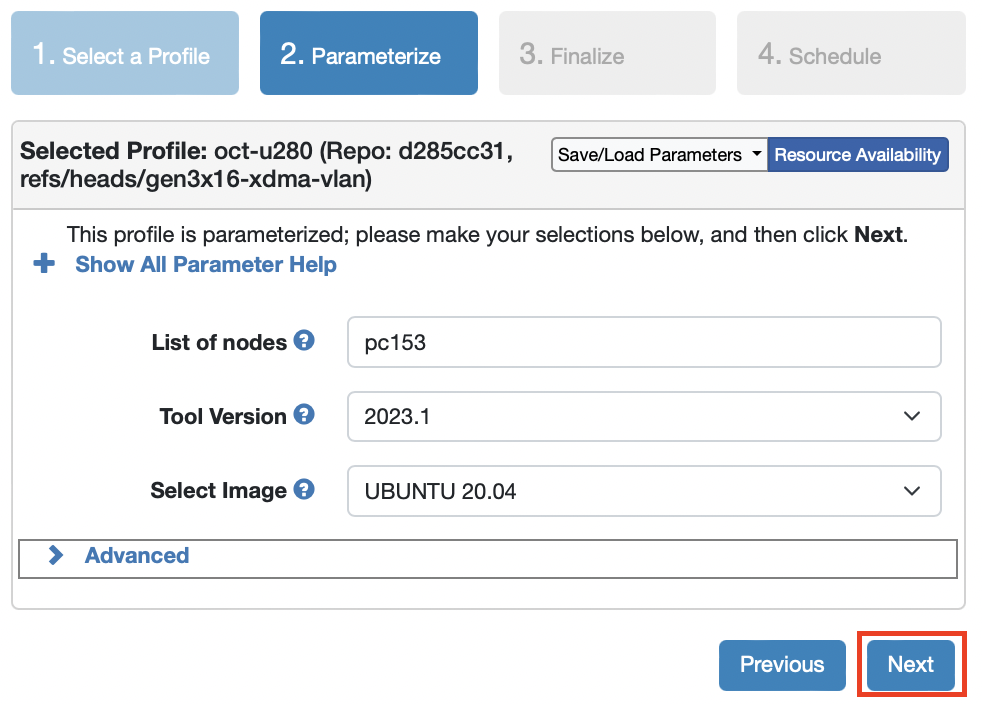 1. Select a Profile
2. Parameterize
3. Finalize
4. Schedule
Selected Profile: oct-u280 (Repo: d285cc31,
refs/heads/gen3x16-xdma-vlan)
Save/Load Parameters
Resource Availability
This profile is parameterized; please make your selections below, and then click Next.
Show All Parameter Help
List of nodes
pc153
Tool Version
2023.1
Select Image
UBUNTU 20.04
Advanced
Previous
Next